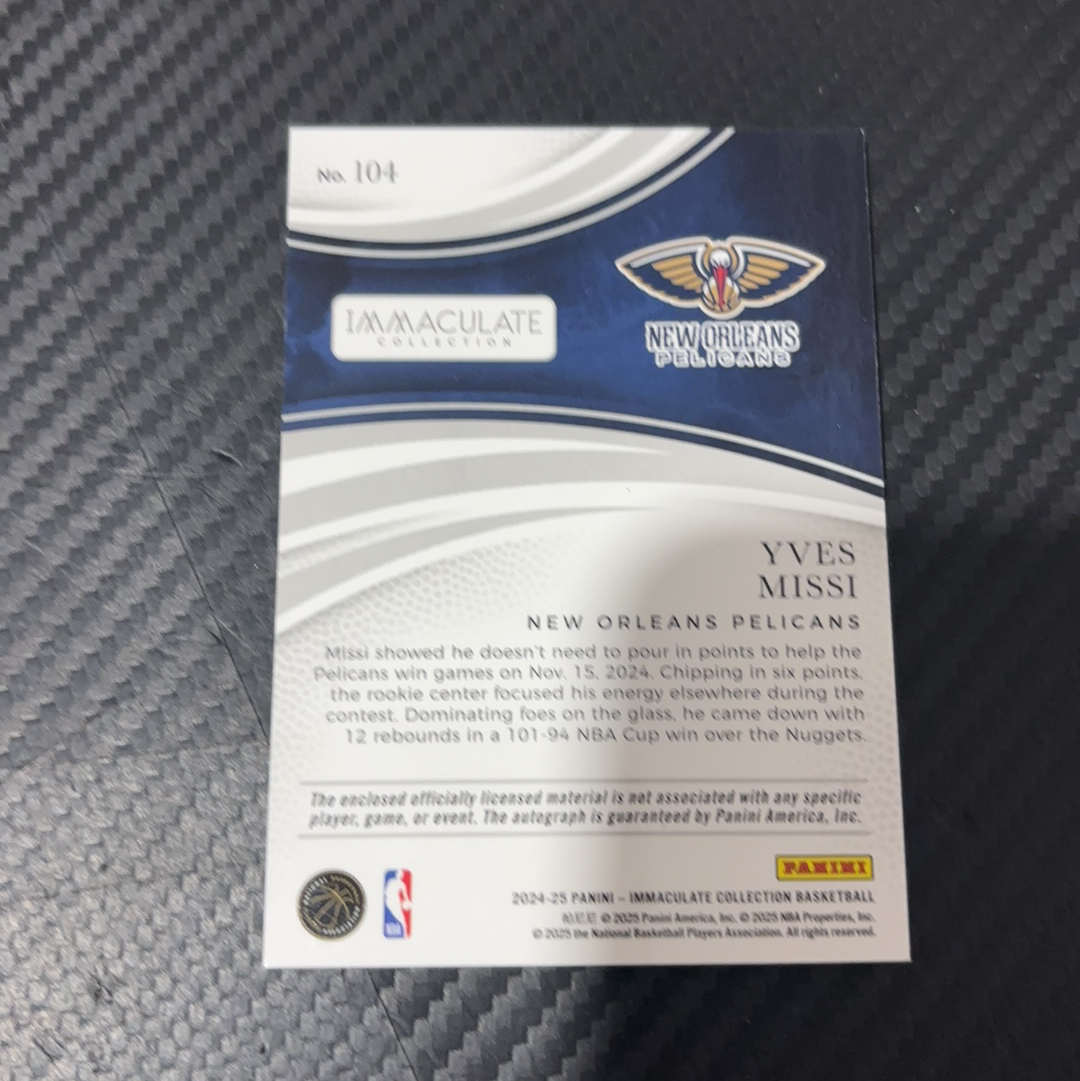 No. 104
IMMACULATE
COLLECTION
NEW ORLEANS
PELICANS
YVES
MISSI
NEW ORLEANS PELICANS
Missi showed he doesn't need to pour in points to help the
Pelicans win games on Nov. 15, 2024. Chipping in six points,
the rookie center focused his energy elsewhere during the
contest. Dominating foes on the glass, he came down with
12 rebounds in a 101-94 NBA Cup win over the Nuggets.
The enclosed officially licensed material is not associated with any specific
player, game, or event. The autograph is guaranteed by Panini America, Inc.
PANINI
NBA
2024-25 PANINI – IMMACULATE COLLECTION BASKETBALL
© 2025 Panini America, Inc. © 2025 NBA Properties, Inc.
© 2025 the National Basketball Players Association. All rights reserved.